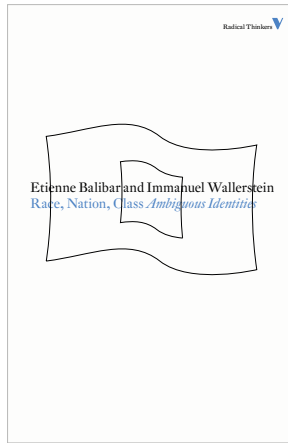 Radical Thinkers V
Etienne Balibar and Immanuel Wallerstein
Race, Nation, Class Ambiguous Identities